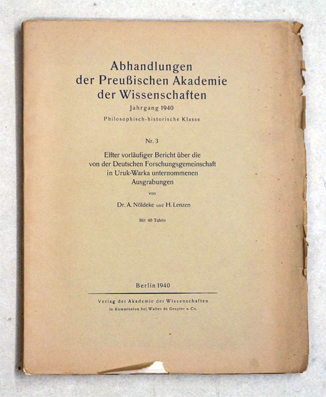 Abhandlungen
der Preußischen Akademie
der Wissenschaften
Jahrgang 1940
Philosophisch-historische Klasse
Nr. 3
Elfter vorläufiger Bericht über die
von der Deutschen Forschungsgemeinschaft
in Uruk-Warka unternommenen
Ausgrabungen
von
Dr. A. Nöldeke und H. Lenzen
Mit 40 Tafeln
Berlin 1940
Verlag der Akademie der Wissenschaften
in Kommission bei Walter de Gruyter u. Co.